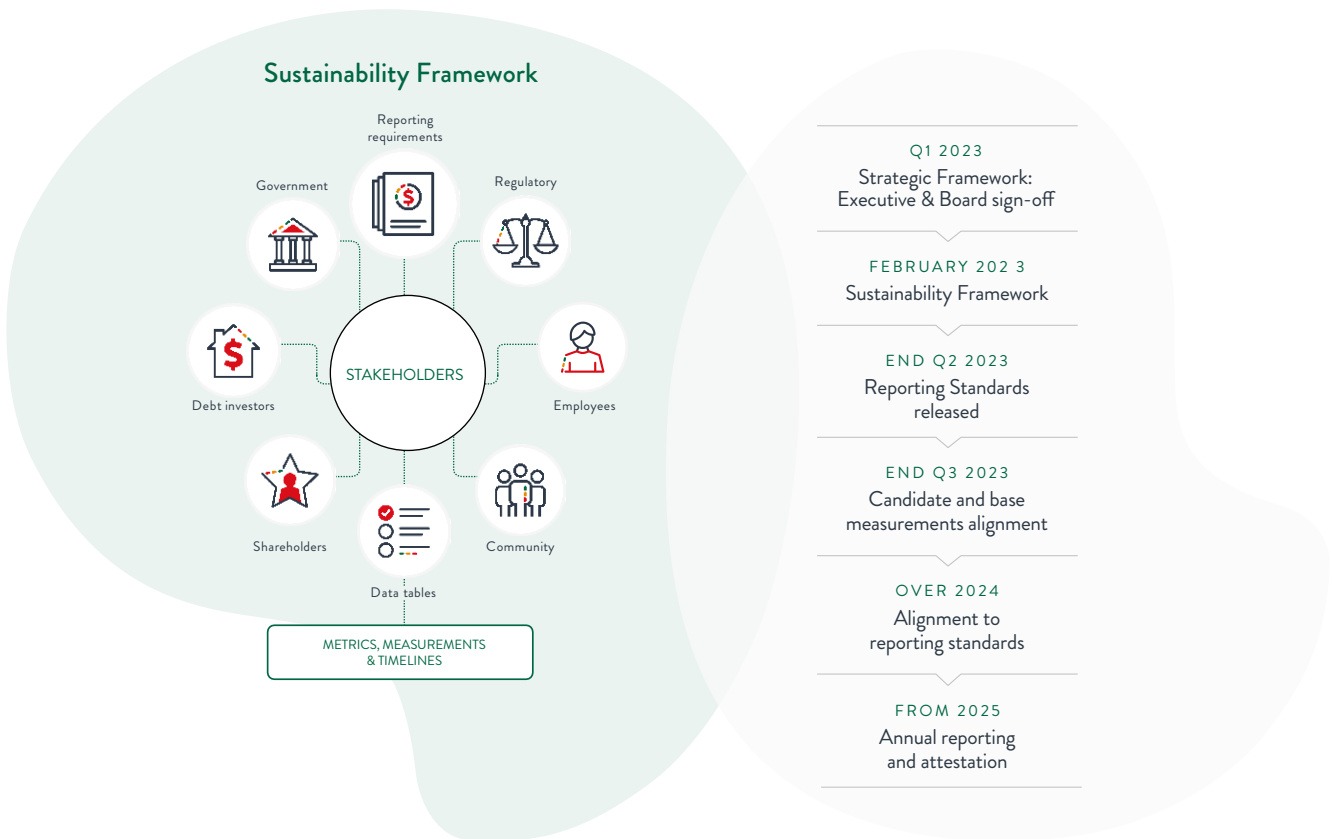 Sustainability Framework
Reporting
requirements
Government
Regulatory
STAKEHOLDERS
Debt investors
Employees
Shareholders
Community
Data tables
METRICS, MEASUREMENTS
& TIMELINES
Q1 2023
Strategic Framework:
Executive & Board sign-off
FEBRUARY 202 3
Sustainability Framework
END Q2 2023
Reporting Standards
released
END Q3 2023
Candidate and base
measurements alignment
OVER 2024
Alignment to
reporting standards
FROM 2025
Annual reporting
and attestation